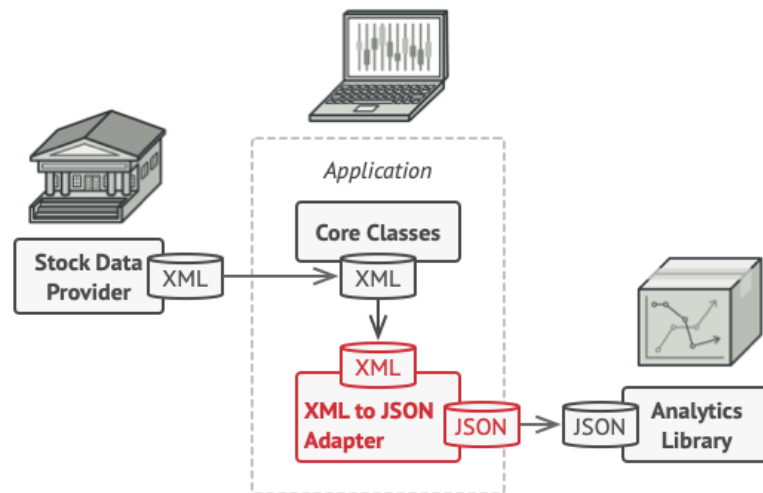 Application
Core Classes
XML
Stock Data
Provider
XML
XML
XML to JSON
Adapter
JSON
JSON
Analytics
Library